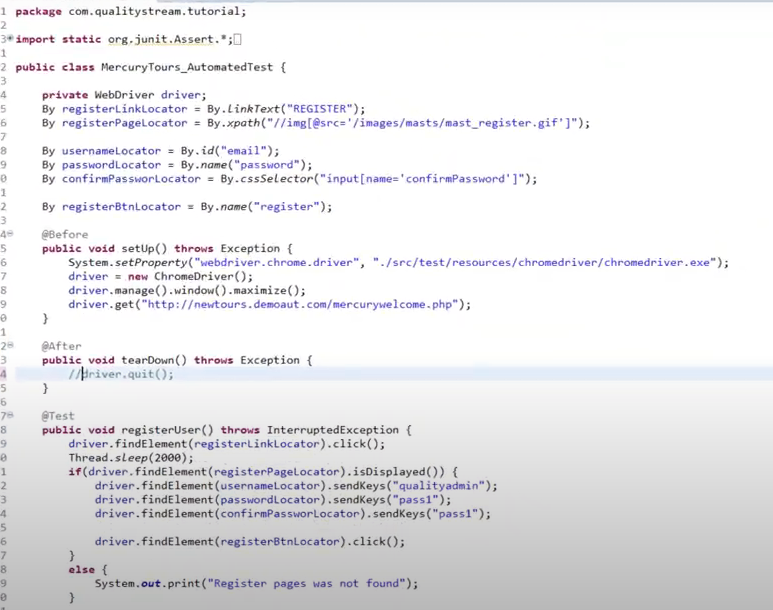 1 package com.qualitystream.tutorial;
2
3 import static org.junit.Assert.*;
1
2 public class MercuryTours_AutomatedTest {
3
4 private WebDriver driver;
5 By registerLinkLocator = By.linkText("REGISTER");
6 By registerPageLocator = By.xpath("//img[@src='/images/masts/mast_register.gif']");
7
8 By usernameLocator = By.id("email");
9 By passwordLocator = By.name("password");
0 By confirmPassworLocator = By.cssSelector("input[name='confirmPassword']");
1
2 By registerBtnLocator = By.name("register");
3
4 @Before
5 public void setUp() throws Exception {
6 System.setProperty("webdriver.chrome.driver", "./src/test/resources/chromedriver/chromedriver.exe");
7 driver = new ChromeDriver();
8 driver.manage().window().maximize();
9 driver.get("http://newtours.demoaut.com/mercurywelcome.php");
0 }
1
2 @After
3 public void tearDown() throws Exception {
4 //driver.quit();
5 }
6
7 @Test
8 public void registerUser() throws InterruptedException {
9 driver.findElement(registerLinkLocator).click();
0 Thread.sleep(2000);
1 if(driver.findElement(registerPageLocator).isDisplayed()) {
2 driver.findElement(usernameLocator).sendKeys("qualityadmin");
3 driver.findElement(passwordLocator).sendKeys("pass1");
4 driver.findElement(confirmPassworLocator).sendKeys("pass1");
5
6 driver.findElement(registerBtnLocator).click();
7 }
8 else {
9 System.out.print("Register pages was not found");
0 }